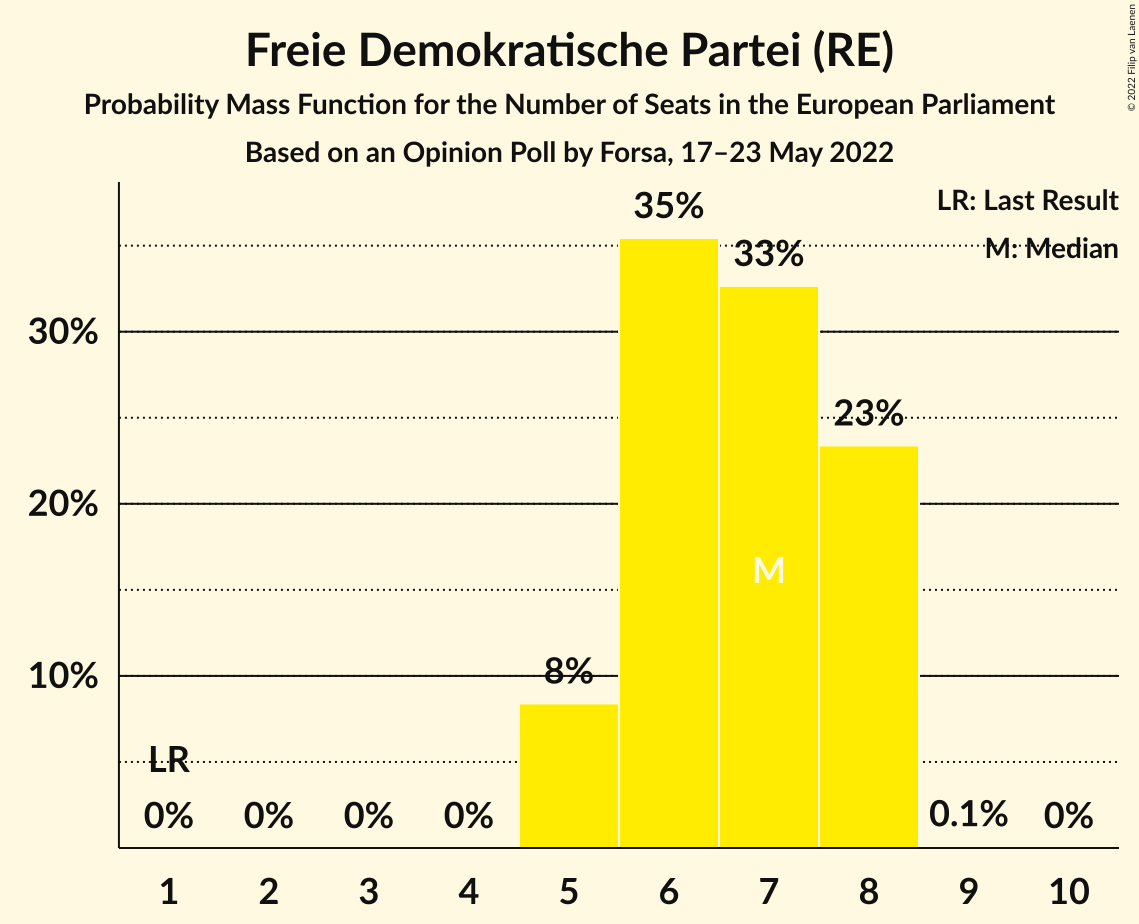 Freie Demokratische Partei (RE)
Probability Mass Function for the Number of Seats in the European Parliament
Based on an Opinion Poll by Forsa, 17–23 May 2022
© 2022 Filip van Laenen
LR: Last Result
M: Median
35%
33%
30%
23%
20%
M
10%
8%
LR
0% 0% 0% 0% 0.1% 0%
1 2 3 4 5 6 7 8 9 10